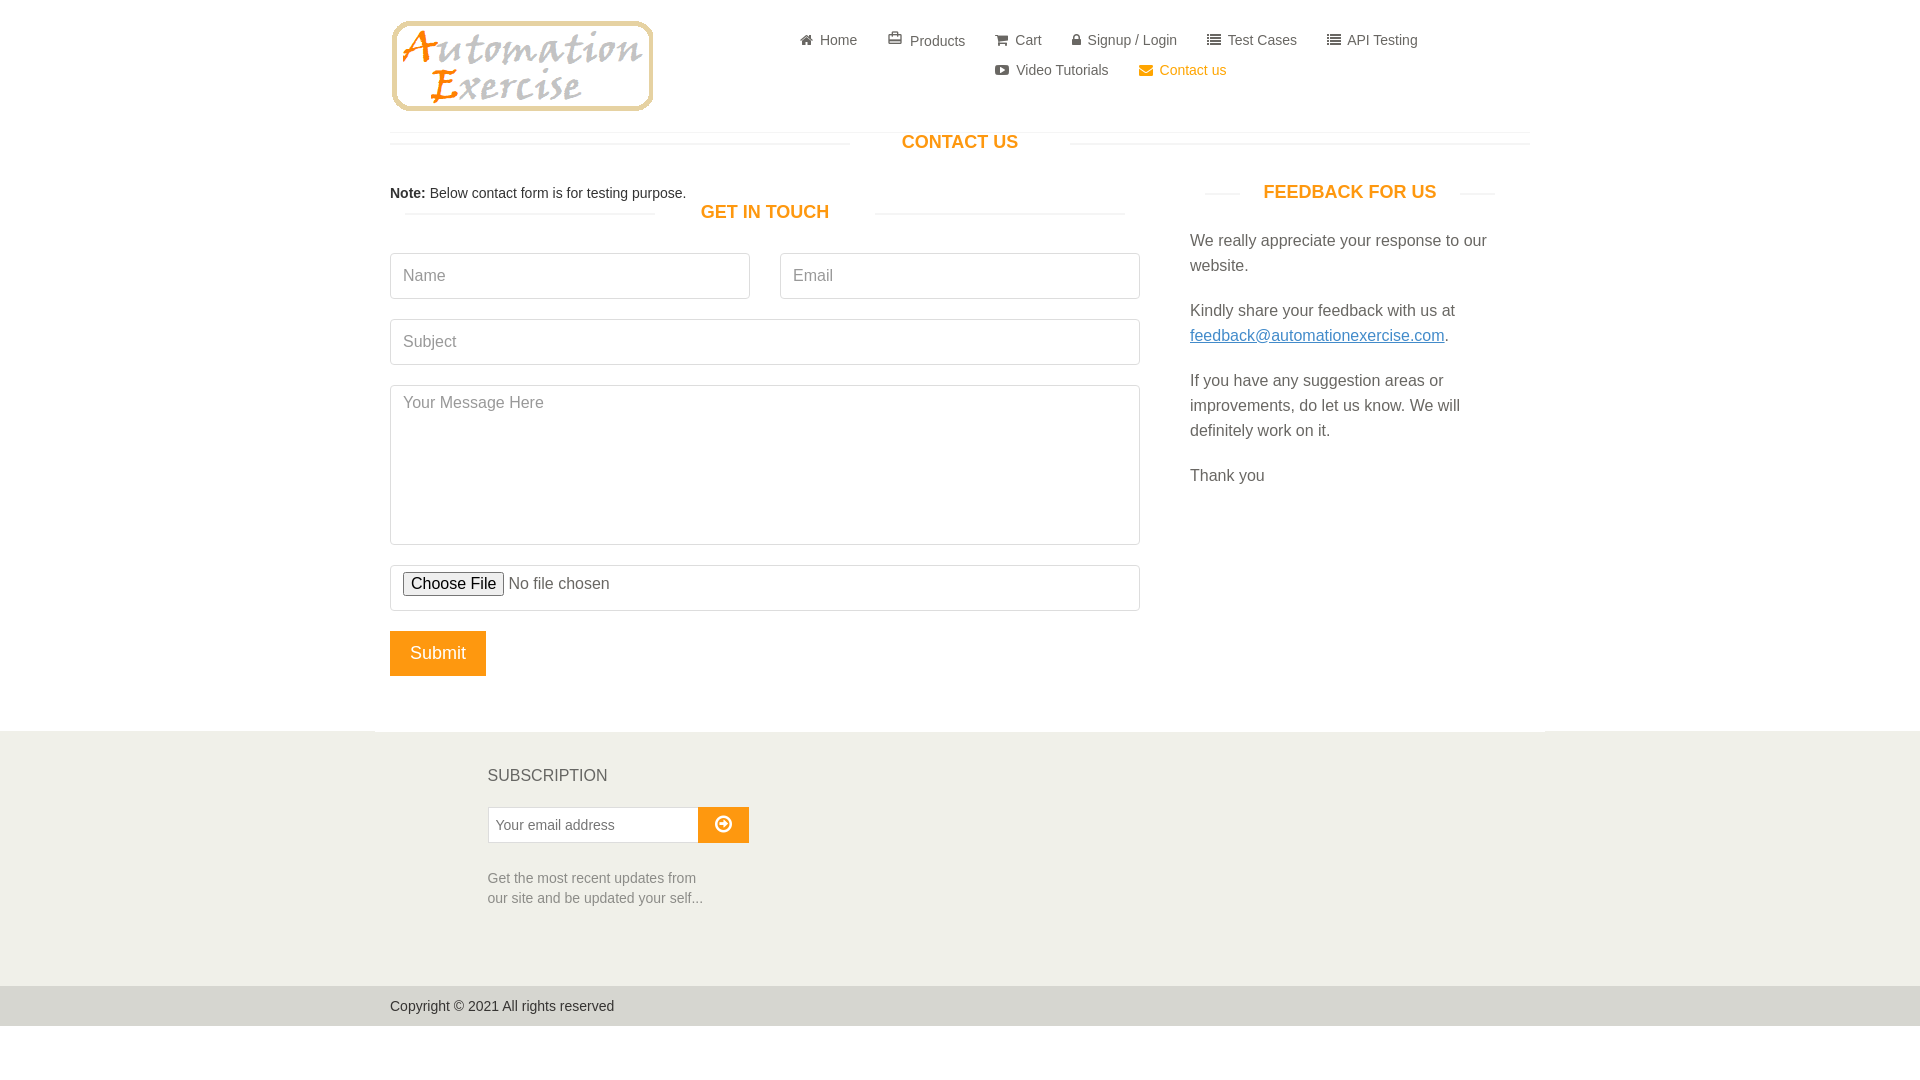 Automation
Exercise
Home
Products
Cart
Signup / Login
Test Cases
API Testing
Video Tutorials
Contact us
CONTACT US
Note: Below contact form is for testing purpose.
GET IN TOUCH
Name
Email
Subject
Your Message Here
Choose File No file chosen
Submit
FEEDBACK FOR US
We really appreciate your response to our
website.
Kindly share your feedback with us at
feedback@automationexercise.com.
If you have any suggestion areas or
improvements, do let us know. We will
definitely work on it.
Thank you
SUBSCRIPTION
Your email address
Get the most recent updates from
our site and be updated your self...
Copyright © 2021 All rights reserved